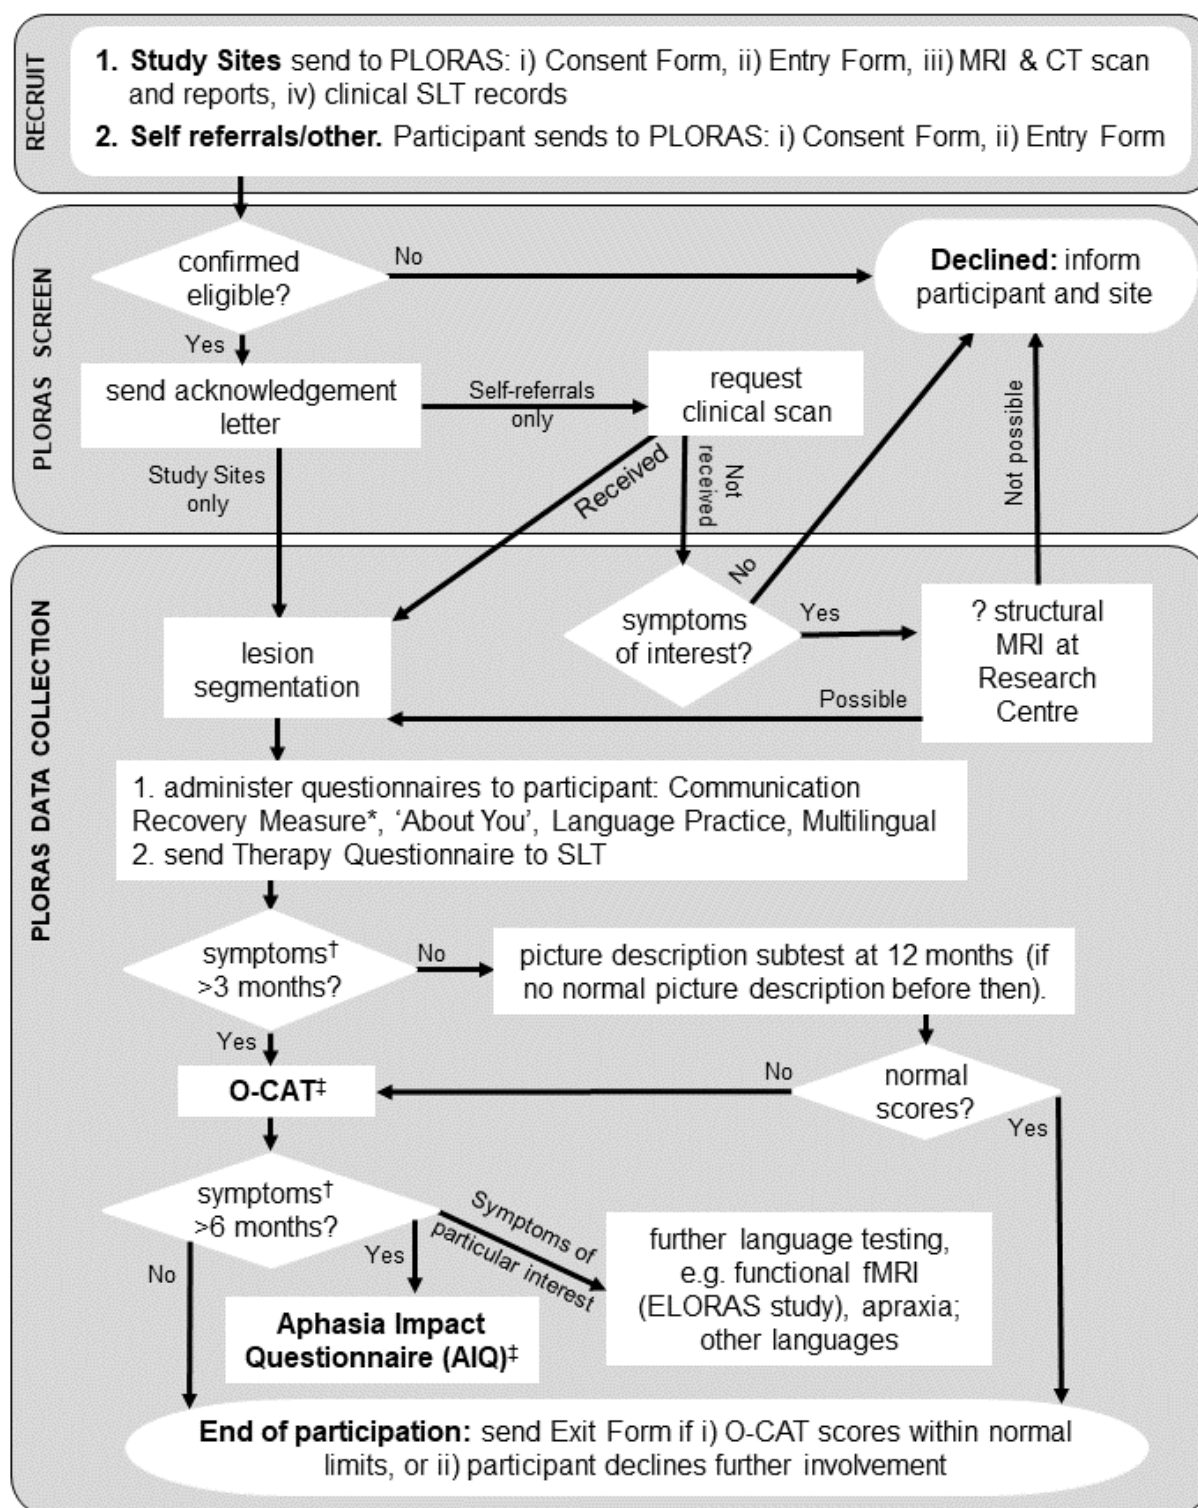 RECRUIT
1. Study Sites send to PLORAS: i) Consent Form, ii) Entry Form, iii) MRI & CT scan
and reports, iv) clinical SLT records
2. Self referrals/other. Participant sends to PLORAS: i) Consent Form, ii) Entry Form
PLORAS SCREEN
confirmed
eligible?
No
Declined: inform
participant and site
Yes
send acknowledgement
letter
Self-referrals
only
request
clinical scan
Study Sites
only
Received
Not
received
Not possible
PLORAS DATA COLLECTION
lesion
segmentation
symptoms
of interest?
No
Yes
? structural
MRI at
Research
Centre
Possible
1. administer questionnaires to participant: Communication
Recovery Measure*, ‘About You’, Language Practice, Multilingual
2. send Therapy Questionnaire to SLT
symptoms†
>3 months?
No
picture description subtest at 12 months (if
no normal picture description before then).
Yes
O-CAT‡
No
normal
scores?
Yes
symptoms†
>6 months?
Symptoms of
particular interest
further language testing,
e.g. functional fMRI
(ELORAS study), apraxia;
other languages
No
Yes
Aphasia Impact
Questionnaire (AIQ)‡
End of participation: send Exit Form if i) O-CAT scores within normal
limits, or ii) participant declines further involvement